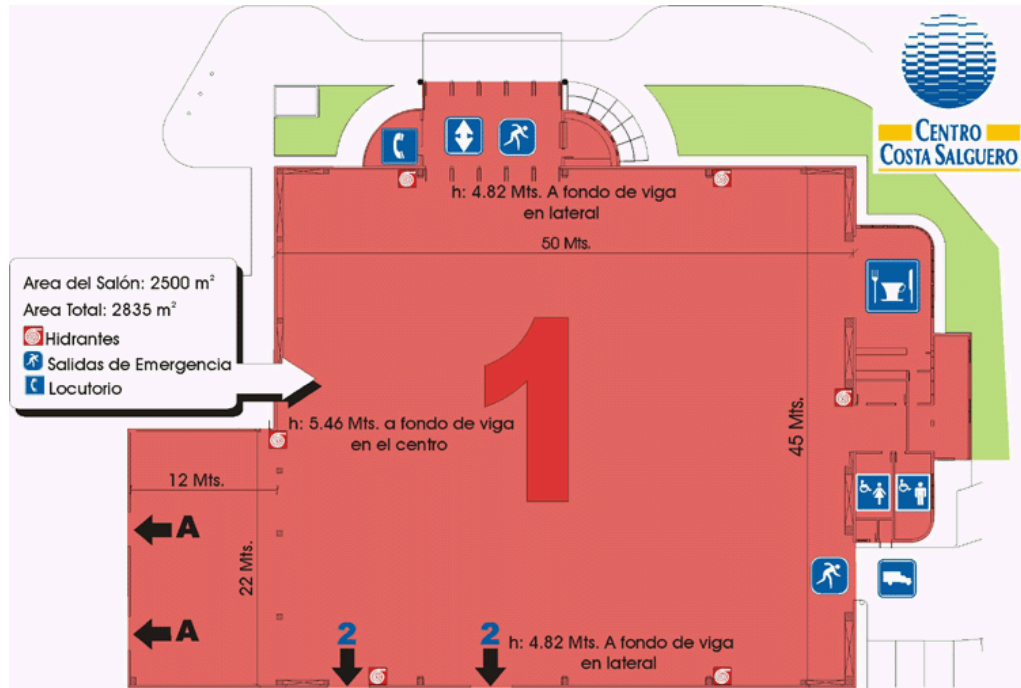 CENTRO
COSTA SALGUERO
h: 4.82 Mts. A fondo de viga
en lateral
50 Mts.
Area del Salón: 2500 m²
Area Total: 2835 m²
Hidrantes
Salidas de Emergencia
Locutorio
1
h: 5.46 Mts. a fondo de viga
en el centro
45 Mts.
12 Mts.
A
22 Mts.
A
2
2
h: 4.82 Mts. A fondo de viga
en lateral